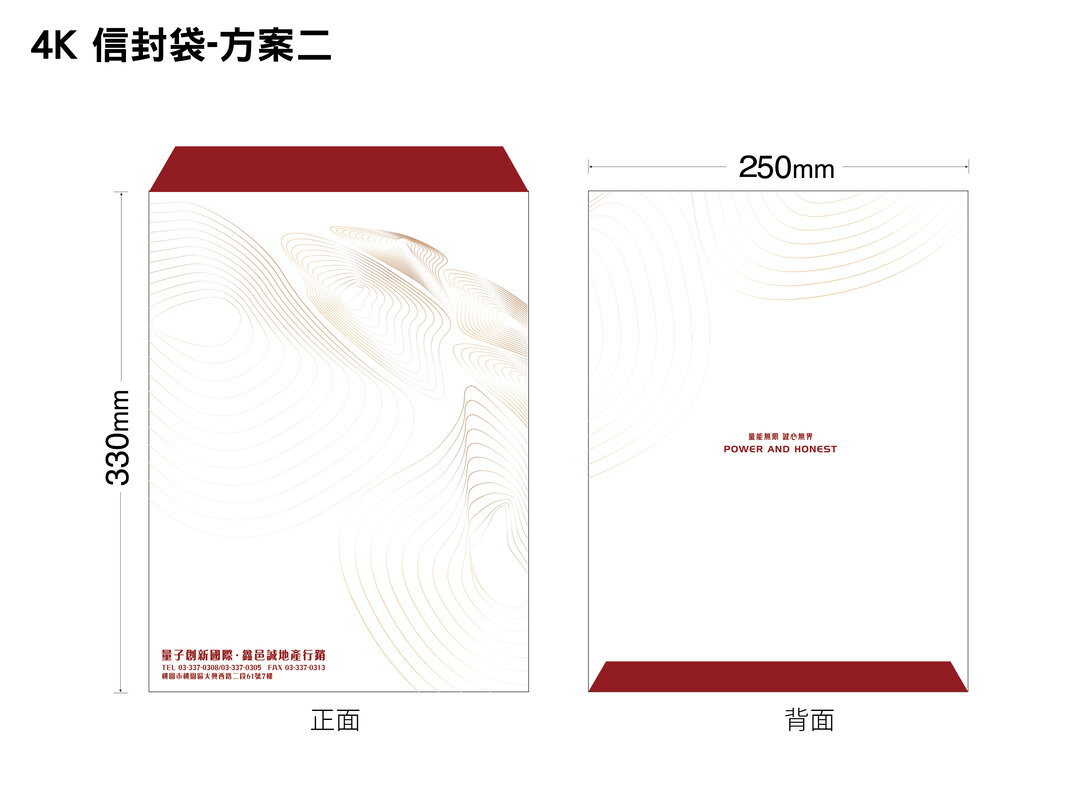 4K 信封袋-方案二
250mm
330mm
量能無限 誠心無界
POWER AND HONEST
量子創新國際·鑫邑誠地產行銷
TEL 03-337-0308/03-337-0305 FAX 03-337-0313
桃園市桃園區大興西路二段61號7樓
正面
背面